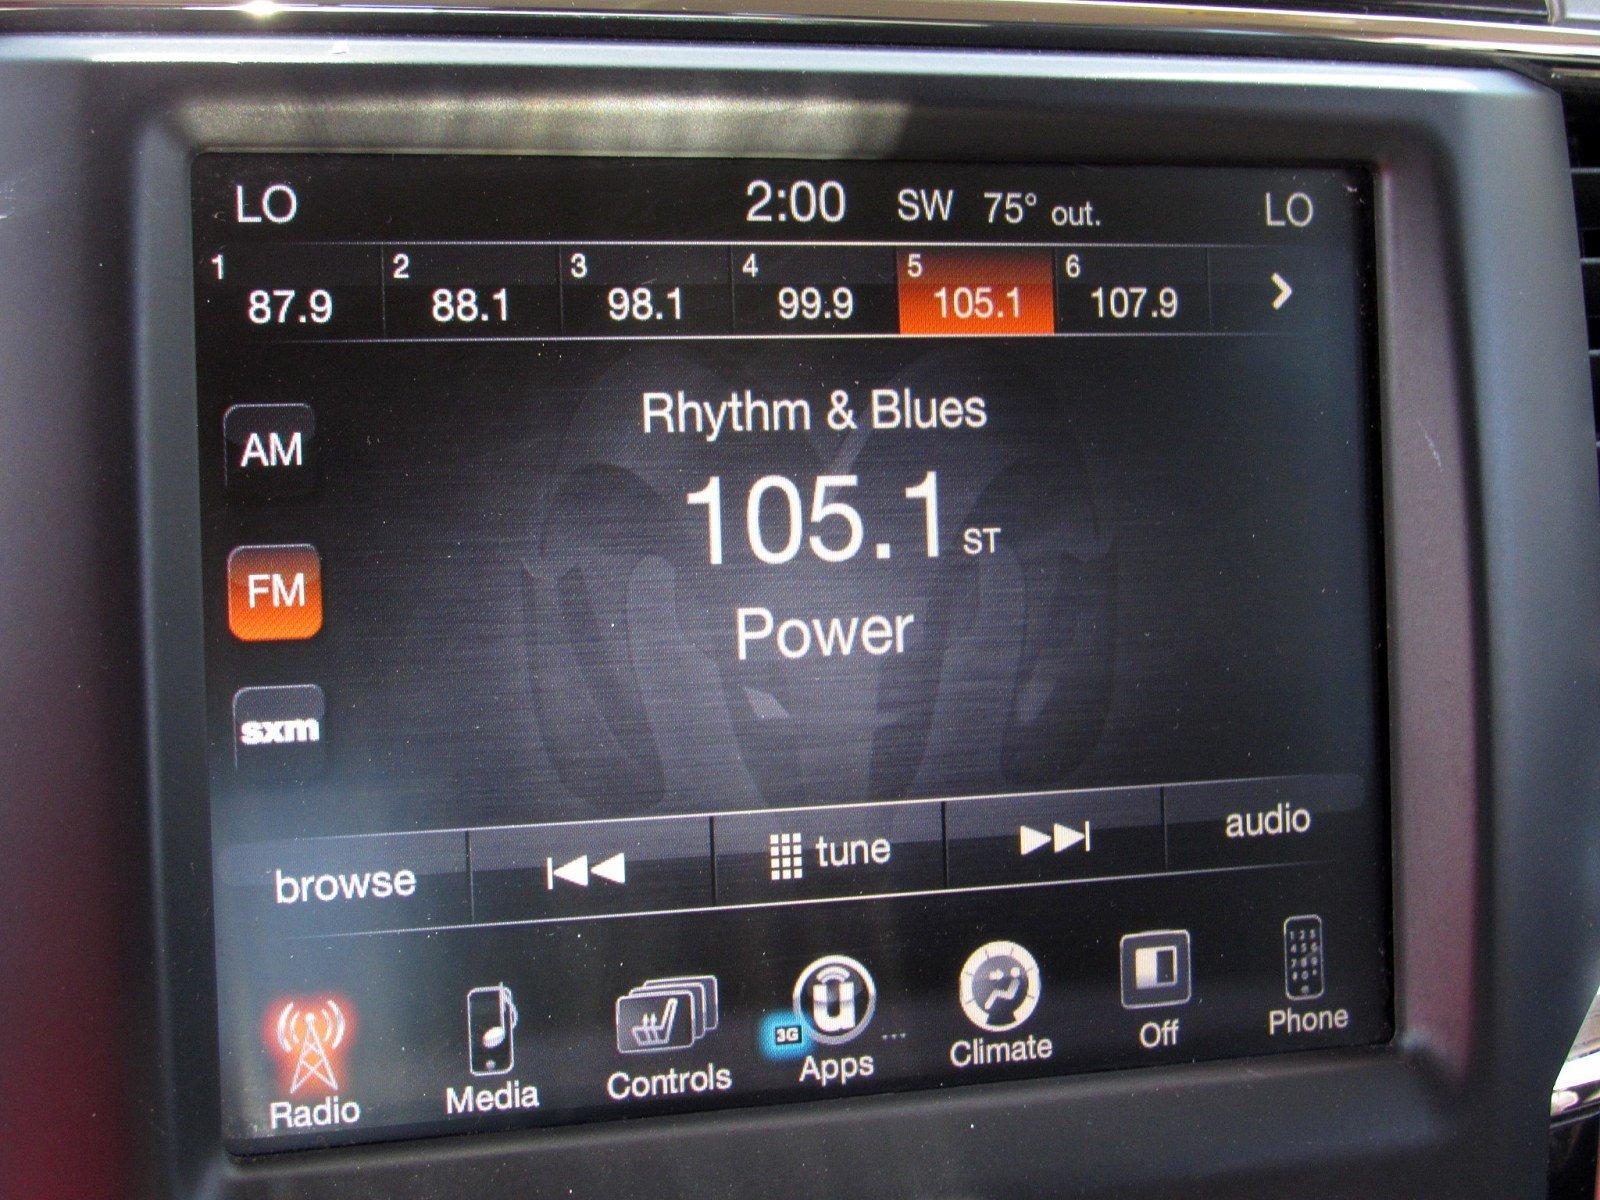 LO 2:00 SW 75° out. LO
1 2 3 4 5 6
87.9 88.1 98.1 99.9 105.1 107.9
Rhythm & Blues
AM
105.1 ST
FM
Power
sxm
browse tune audio
3G
Radio Media Controls Apps Climate Off Phone